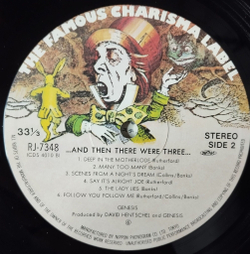 THE FAMOUS CHARISMA LABEL
33⅓
RJ-7348
(CDS 4010 B)
...AND THEN THERE WERE THREE...
STEREO
SIDE 2
1. DEEP IN THE MOTHERLODE (Rutherford)
2. MANY TOO MANY (Banks)
3. SCENES FROM A NIGHT'S DREAM (Collins/Banks)
4. SAY IT'S ALRIGHT JOE (Rutherford)
5. THE LADY LIES (Banks)
6. FOLLOW YOU FOLLOW ME (Rutherford/Collins/Banks)
GENESIS
Produced by DAVID HENTSCHEL and GENESIS